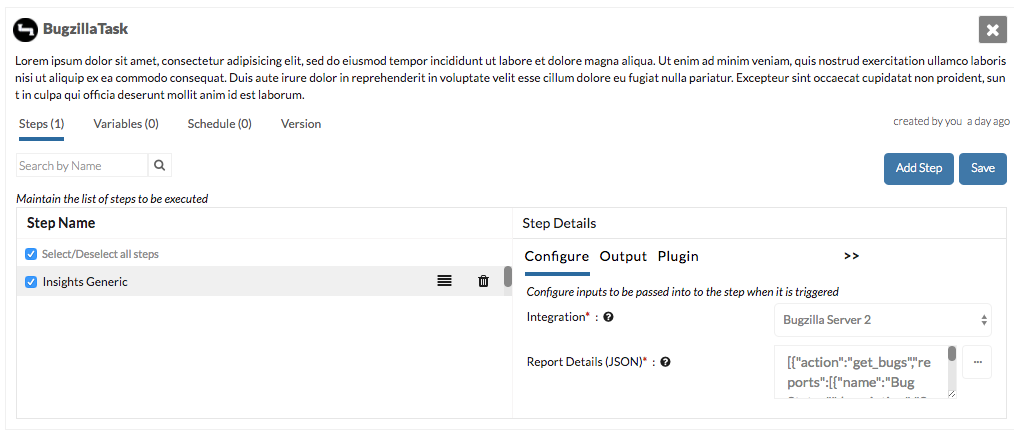 BugzillaTask
Lorem ipsum dolor sit amet, consectetur adipisicing elit, sed do eiusmod tempor incididunt ut labore et dolore magna aliqua. Ut enim ad minim veniam, quis nostrud exercitation ullamco laboris
nisi ut aliquip ex ea commodo consequat. Duis aute irure dolor in reprehenderit in voluptate velit esse cillum dolore eu fugiat nulla pariatur. Excepteur sint occaecat cupidatat non proident, sun
t in culpa qui officia deserunt mollit anim id est laborum.
Steps (1) Variables (0) Schedule (0) Version
created by you a day ago
Search by Name
Add Step Save
Maintain the list of steps to be executed
Step Name
Select/Deselect all steps
Insights Generic
Step Details
Configure Output Plugin >>
Configure inputs to be passed into to the step when it is triggered
Integration* :
Bugzilla Server 2
Report Details (JSON)* :
[{"action":"get_bugs","re
ports":[{"name":"Bug
...